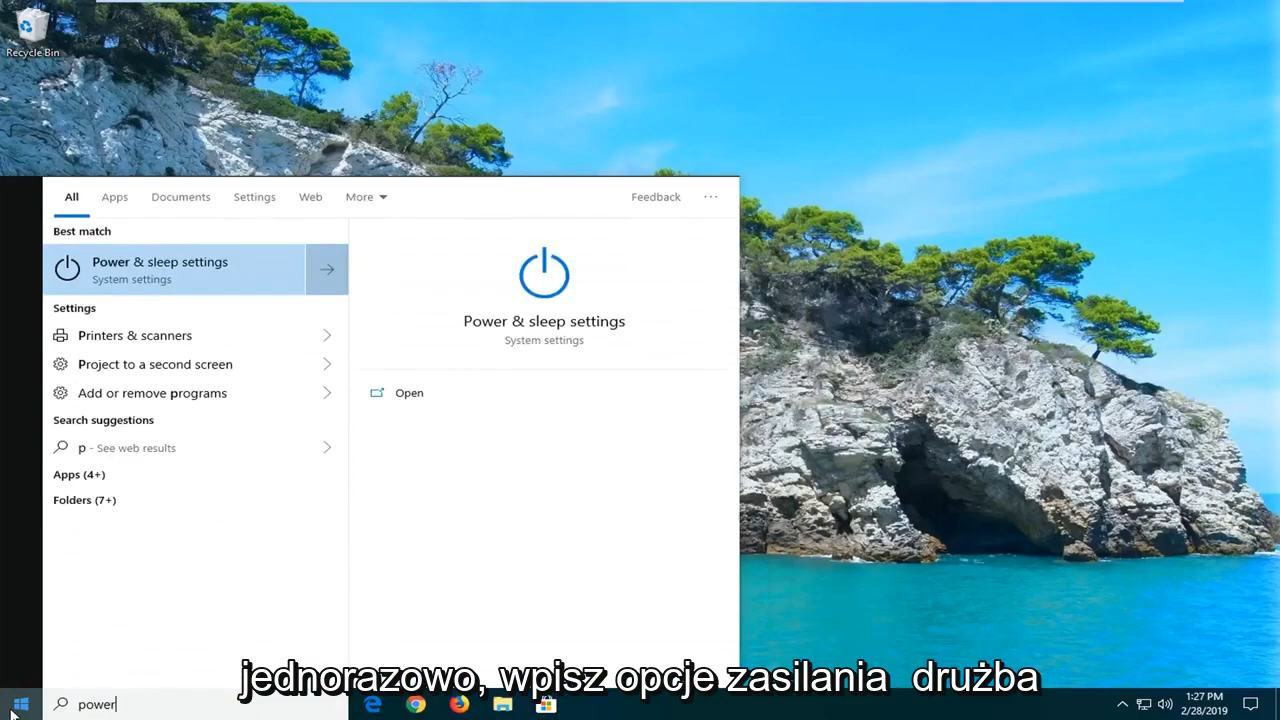 Recycle Bin
All Apps Documents Settings Web More Feedback ...
Best match
Power & sleep settings
System settings
Power & sleep settings
System settings
Open
Settings
Printers & scanners
Project to a second screen
Add or remove programs
Search suggestions
p - See web results
Apps (4+)
Folders (7+)
jednorazowo, wpisz opcje zasilania drużba
power
1:27 PM
2/28/2019